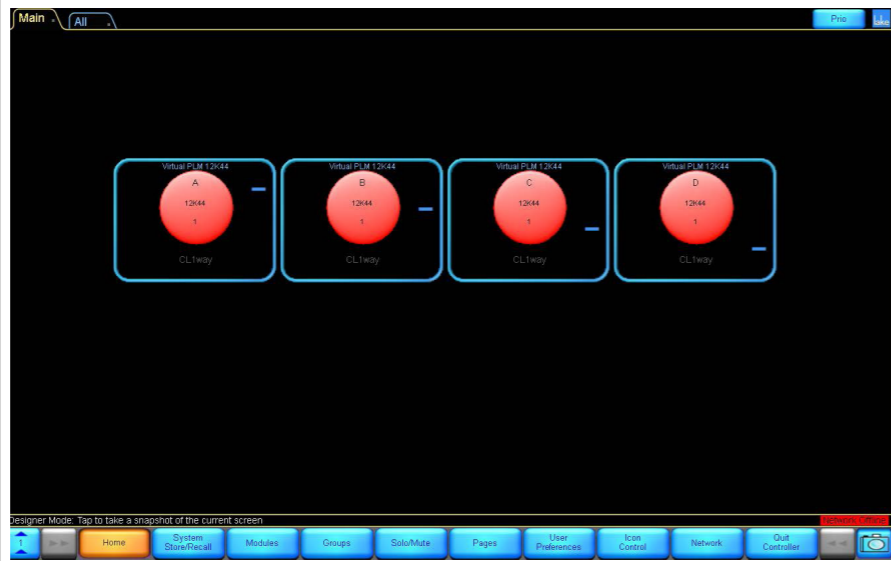 Main
All
Prie
Virtual PLM 12K44
A
12K44
1
CL1way
Virtual PLM 12K44
B
12K44
1
CL1way
Virtual PLM 12K44
C
12K44
1
CL1way
Virtual PLM 12K44
D
12K44
1
CL1way
Designer Mode: Tap to take a snapshot of the current screen
Network Offline
1
Home
System
Store/Recall
Modules
Groups
Solo/Mute
Pages
User
Preferences
Icon
Control
Network
Quit
Controller